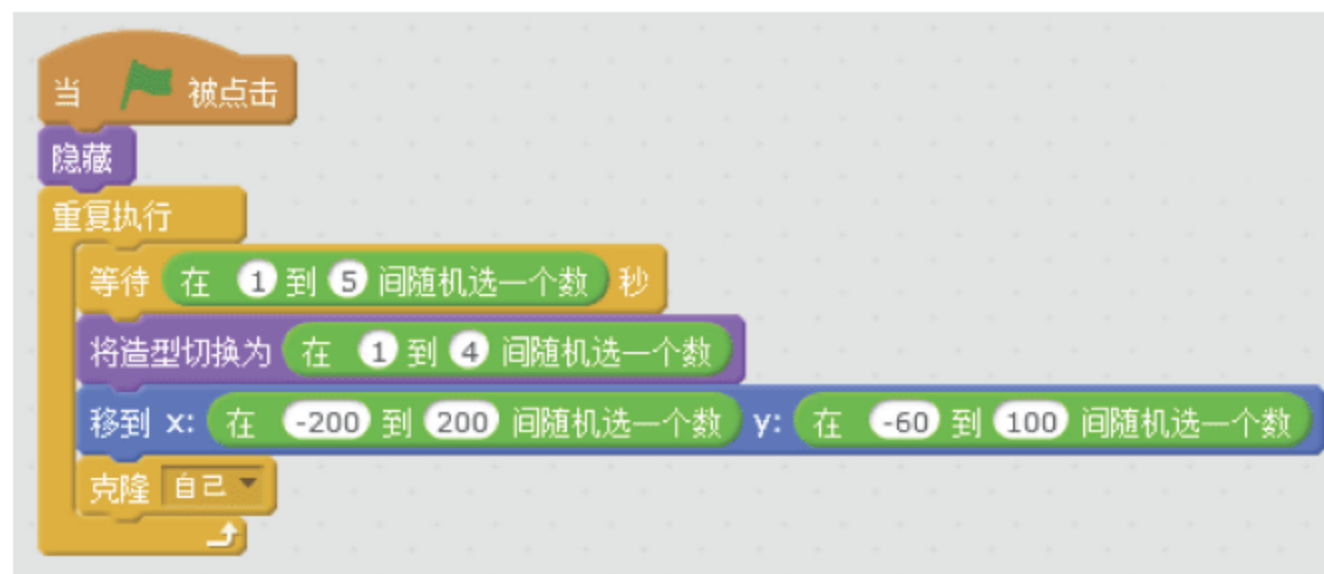 当 被点击
隐藏
重复执行
等待 在 1 到 5 间随机选一个数 秒
将造型切换为 在 1 到 4 间随机选一个数
移到 x: 在 -200 到 200 间随机选一个数 y: 在 -60 到 100 间随机选一个数
克隆 自己